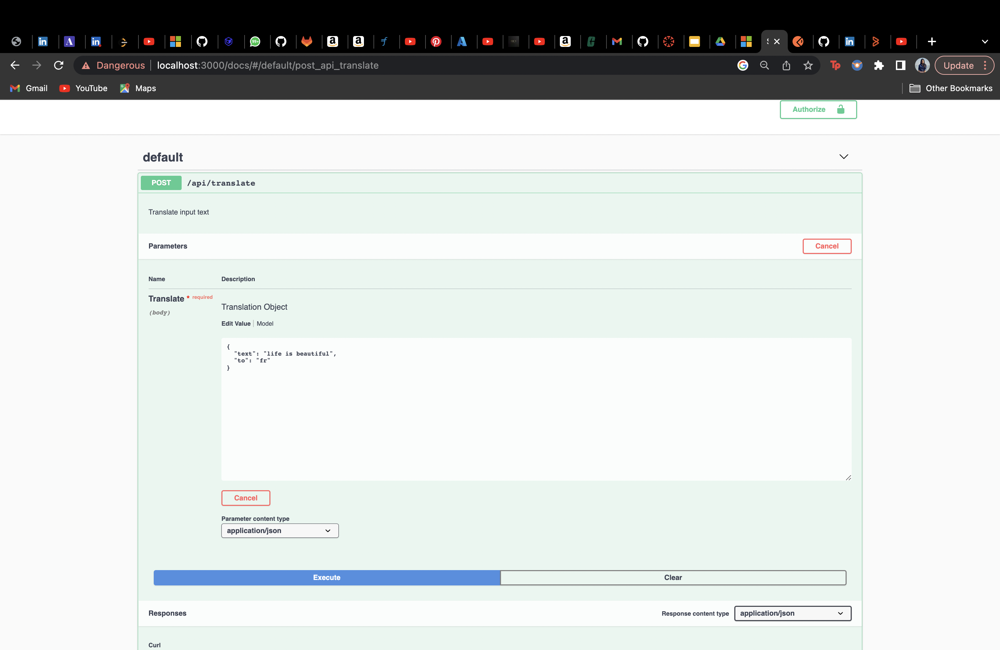 99+
Dangerous
localhost:3000/docs/#/default/post_api_translate
Update
Gmail
YouTube
Maps
Other Bookmarks
Authorize
default
POST /api/translate
Translate input text
Parameters
Cancel
Name
Description
Translate * required
(body)
Translation Object
Edit Value
Model
{
"text": "life is beautiful",
"to": "fr"
}
Cancel
Parameter content type
application/json
Execute
Clear
Responses
Response content type
application/json
Curl